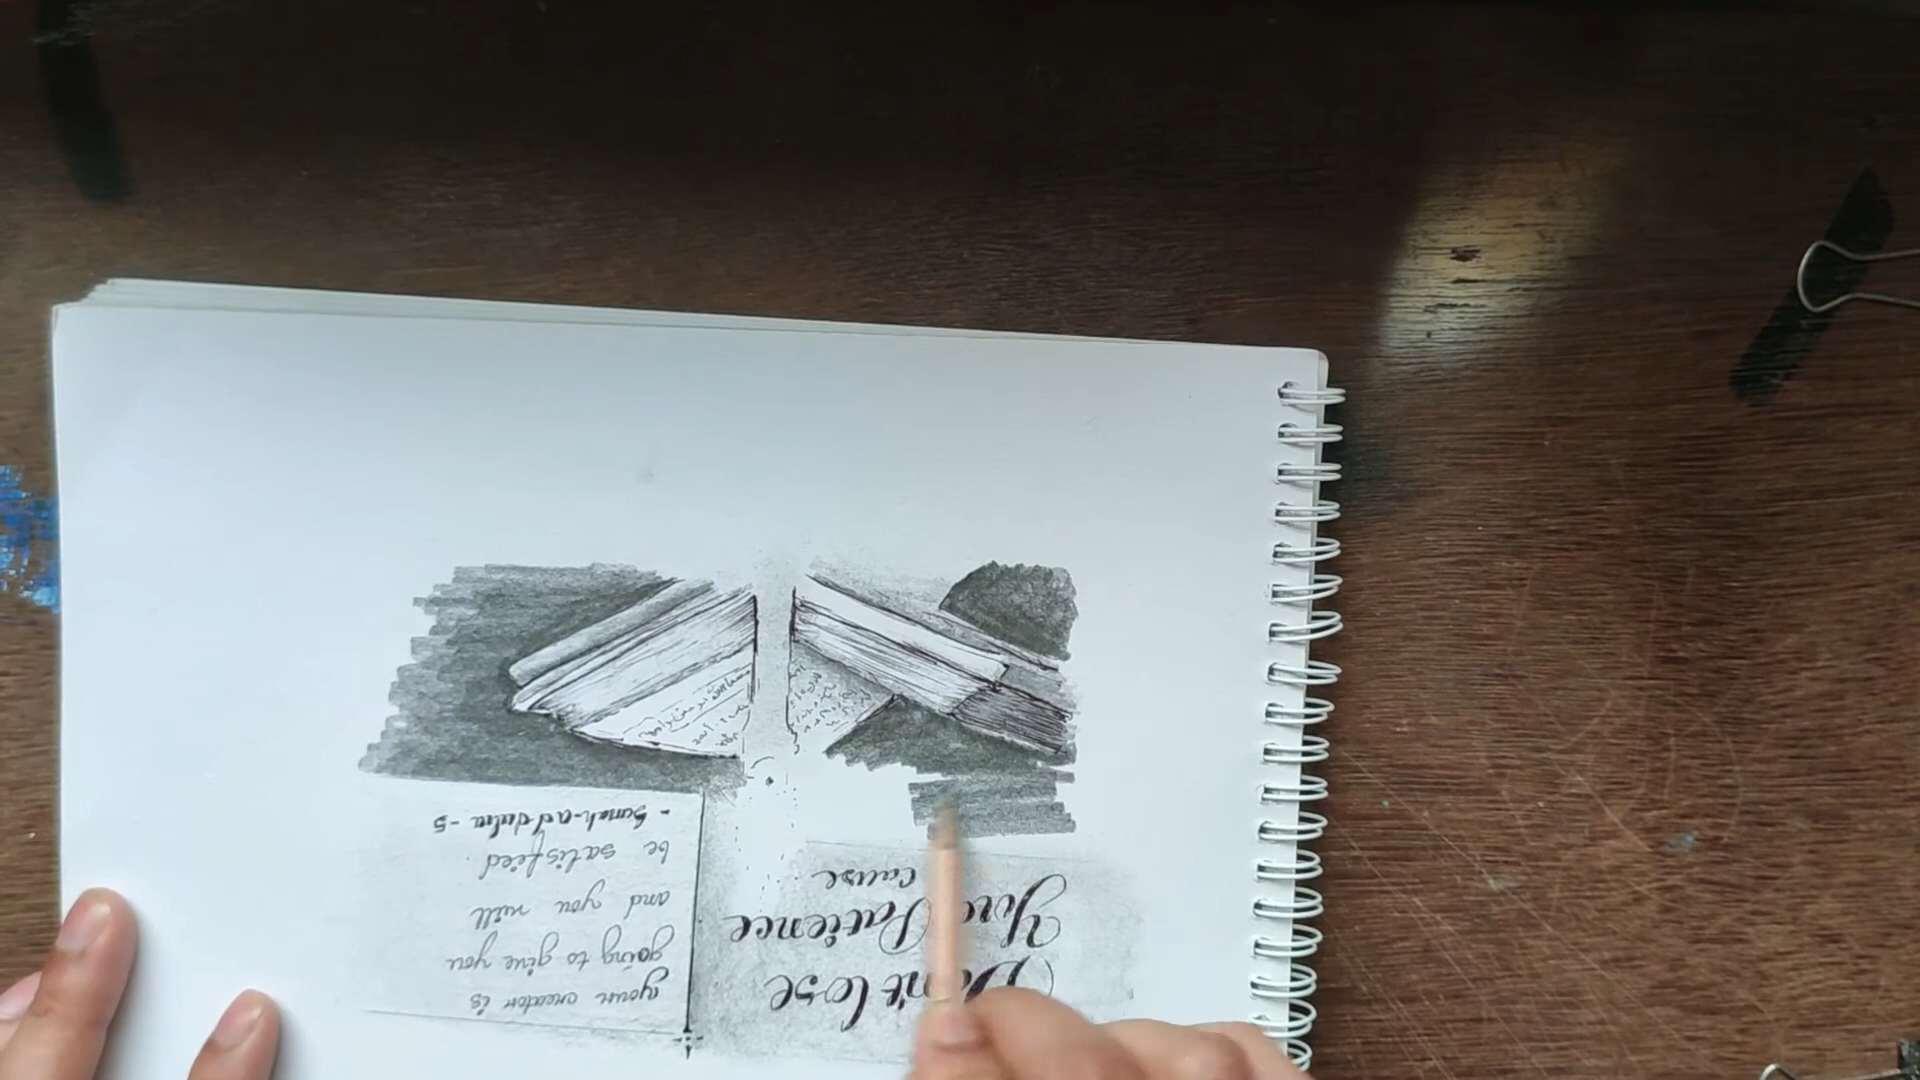 Don't lose
Your Patience
cause
your creator is
going to give you
and you will
be satisfied.
- Surah-ad duha - 5